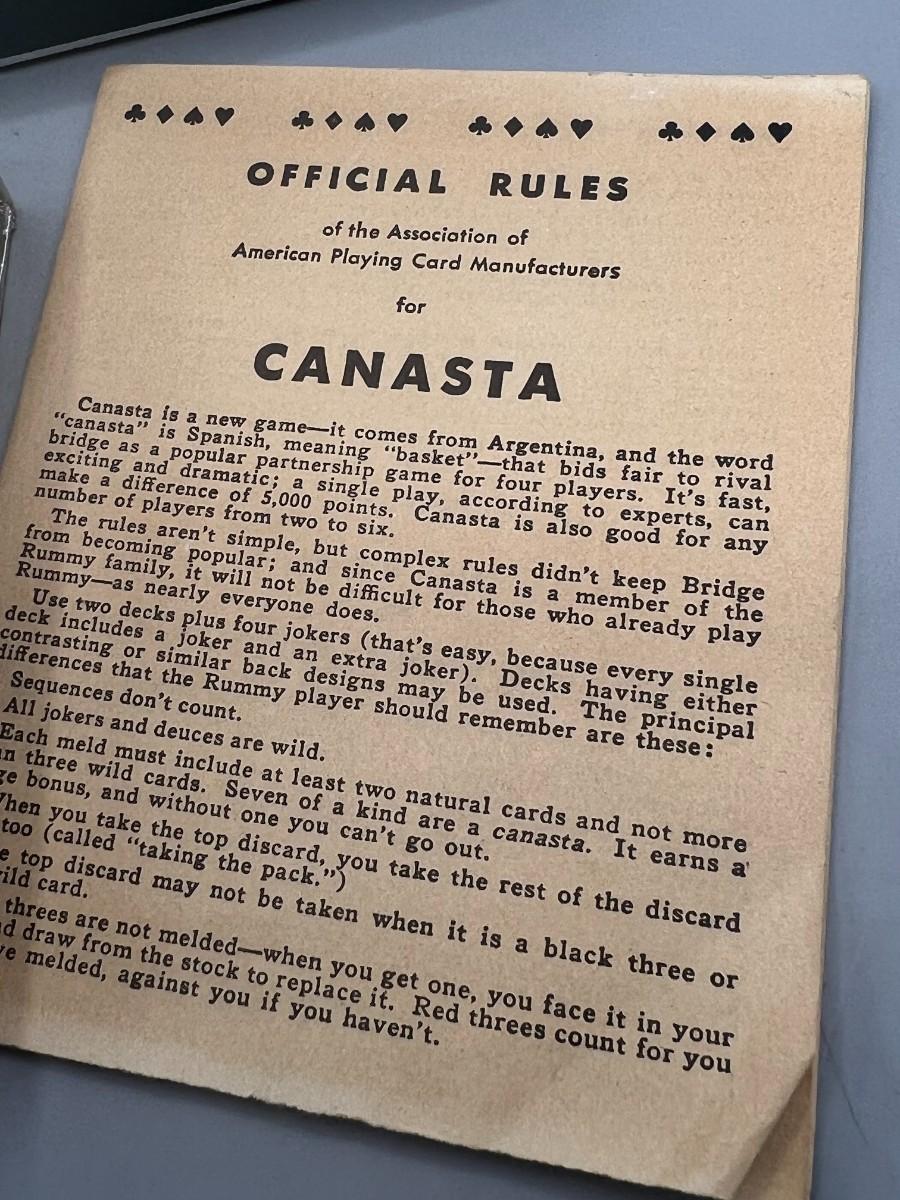 ♣♦♠♥ ♣♦♠♥ ♣♦♠♥ ♣♦♠♥
OFFICIAL RULES
of the Association of
American Playing Card Manufacturers
for
CANASTA
Canasta is a new game—it comes from Argentina, and the word
"canasta" is Spanish, meaning "basket"—that bids fair to rival
bridge as a popular partnership game for four players. It's fast,
exciting and dramatic; a single play, according to experts, can
make a difference of 5,000 points. Canasta is also good for any
number of players from two to six.
The rules aren't simple, but complex rules didn't keep Bridge
from becoming popular; and since Canasta is a member of the
Rummy family, it will not be difficult for those who already play
Rummy—as nearly everyone does.
Use two decks plus four jokers (that's easy, because every single
deck includes a joker and an extra joker). Decks having either
contrasting or similar back designs may be used. The principal
differences that the Rummy player should remember are these:
Sequences don't count.
All jokers and deuces are wild.
Each meld must include at least two natural cards and not more
three wild cards. Seven of a kind are a canasta. It earns a
bonus, and without one you can't go out.
When you take the top discard, you take the rest of the discard
too (called "taking the pack.")
top discard may not be taken when it is a black three or
wild card.
threes are not melded—when you get one, you face it in your
draw from the stock to replace it. Red threes count for you
melded, against you if you haven't.